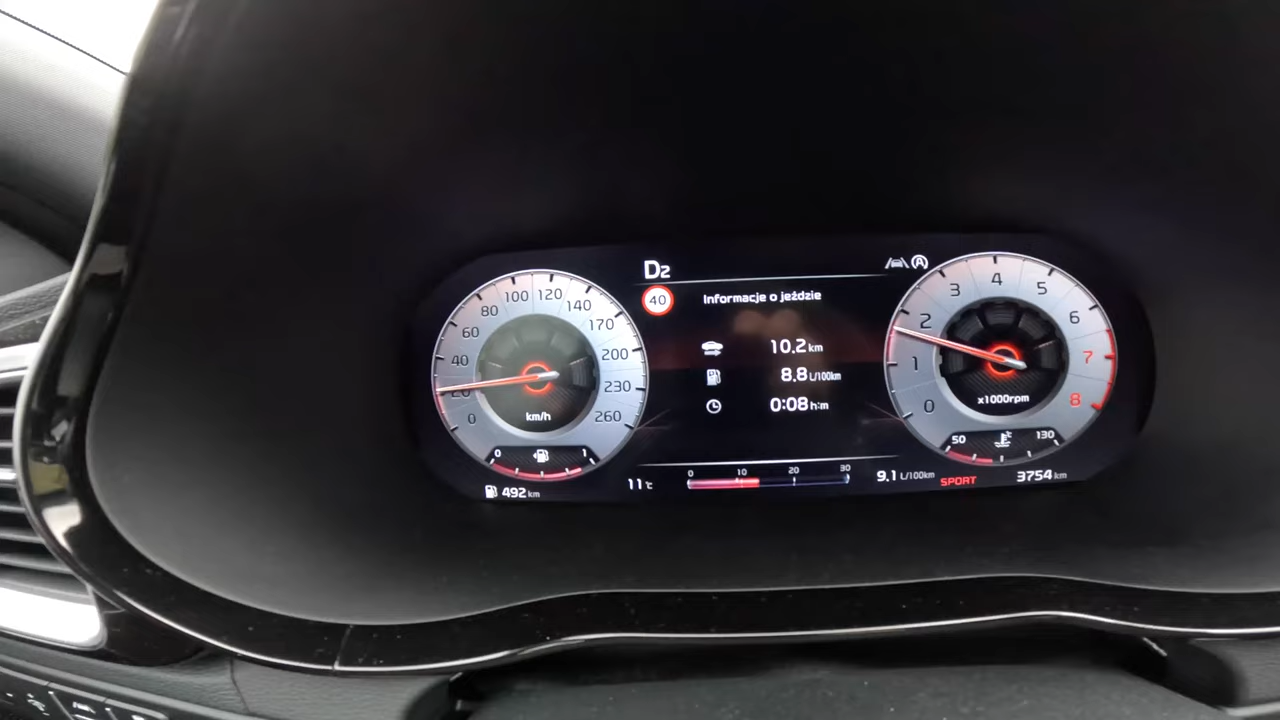 D2
40
Informacje o jeździe
10.2 km
8.8 L/100km
0:08 h:m
0
20
40
60
80
100
120
140
170
200
230
260
km/h
0
1
492 km
11°C
0
10
20
30
9.1 L/100km
SPORT
0
1
2
3
4
5
6
7
8
x1000rpm
50
130
3754 km